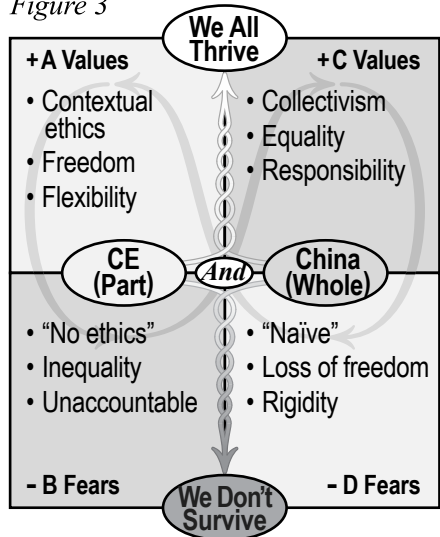 Figure 3
We All
Thrive
+A Values
• Contextual
ethics
• Freedom
• Flexibility
+C Values
• Collectivism
• Equality
• Responsibility
CE
(Part)
And
China
(Whole)
• “No ethics”
• Inequality
• Unaccountable
• “Naïve”
• Loss of freedom
• Rigidity
– B Fears
We Don't
Survive
– D Fears